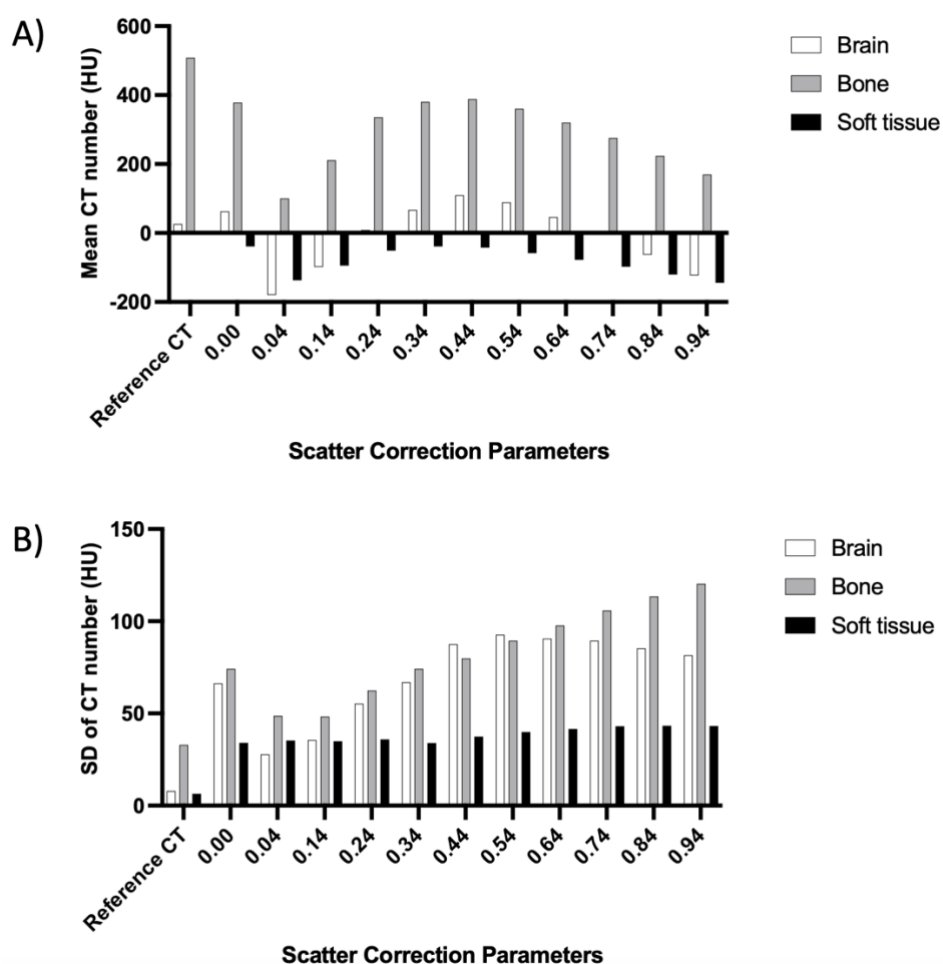 A)
Mean CT number (HU)
600
400
200
0
-200
Reference CT
0.00
0.04
0.14
0.24
0.34
0.44
0.54
0.64
0.74
0.84
0.94
Scatter Correction Parameters
Brain
Bone
Soft tissue
B)
SD of CT number (HU)
150
100
50
0
Reference CT
0.00
0.04
0.14
0.24
0.34
0.44
0.54
0.64
0.74
0.84
0.94
Scatter Correction Parameters
Brain
Bone
Soft tissue